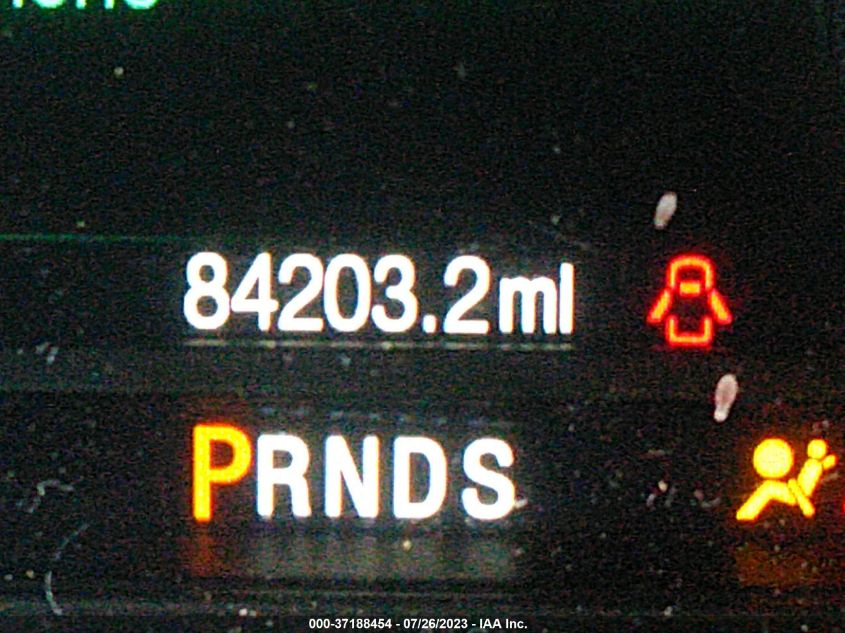 84203.2mI
PRNDS
000-37188454 - 07/26/2023 - IAA Inc.